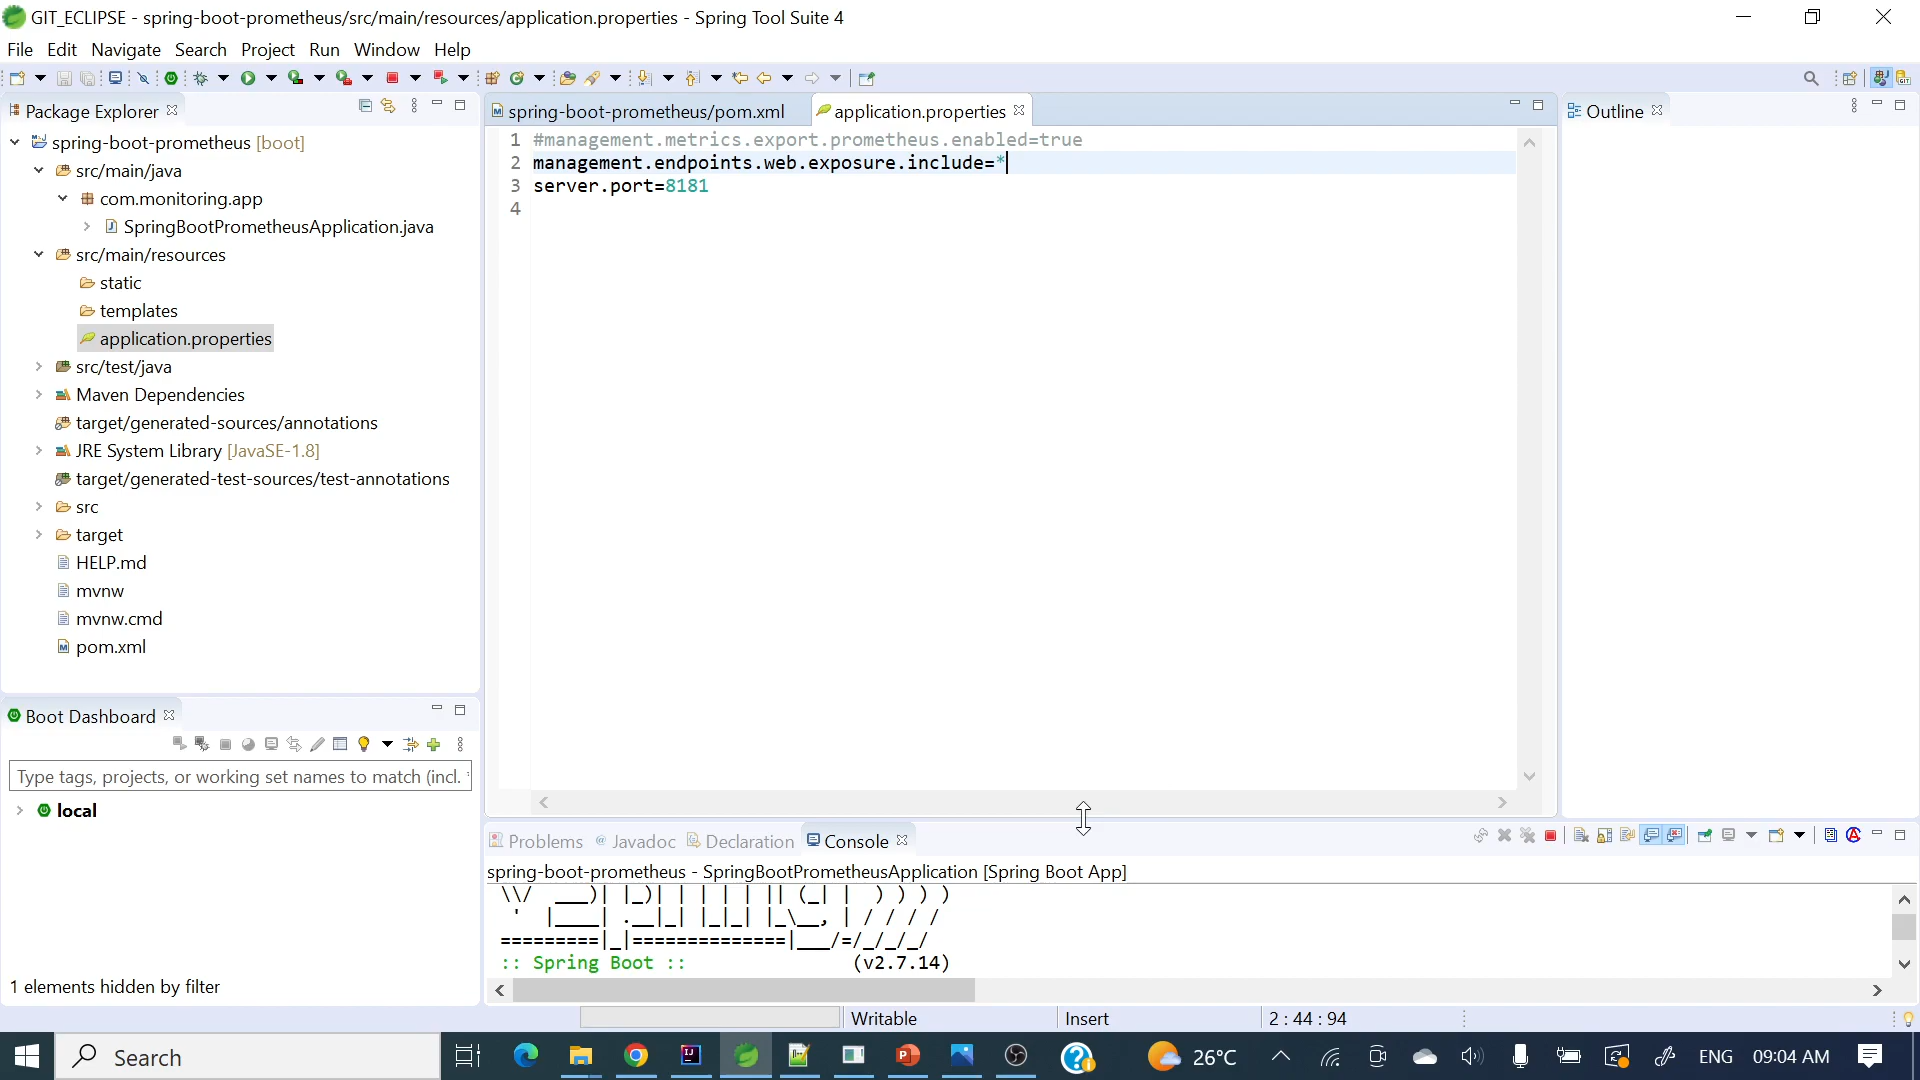 GIT_ECLIPSE - spring-boot-prometheus/src/main/resources/application.properties - Spring Tool Suite 4
File Edit Navigate Search Project Run Window Help
Package Explorer
spring-boot-prometheus [boot]
src/main/java
com.monitoring.app
SpringBootPrometheusApplication.java
src/main/resources
static
templates
application.properties
src/test/java
Maven Dependencies
target/generated-sources/annotations
JRE System Library [JavaSE-1.8]
target/generated-test-sources/test-annotations
src
target
HELP.md
mvnw
mvnw.cmd
pom.xml
Boot Dashboard
Type tags, projects, or working set names to match (incl.
local
1 elements hidden by filter
spring-boot-prometheus/pom.xml application.properties
1 #management.metrics.export.prometheus.enabled=true
2 management.endpoints.web.exposure.include=*
3 server.port=8181
4
Outline
Problems Javadoc Declaration Console
spring-boot-prometheus - SpringBootPrometheusApplication [Spring Boot App]
\\/  ___)| |_)| | | | | || (_| |  ) ) ) )
'  |____| .__|_| |_|_| |_\__, | / / / /
=========|_|==============|___/=/_/_/_/
:: Spring Boot :: (v2.7.14)
Writable Insert 2 : 44 : 94
Search 26°C ENG 09:04 AM